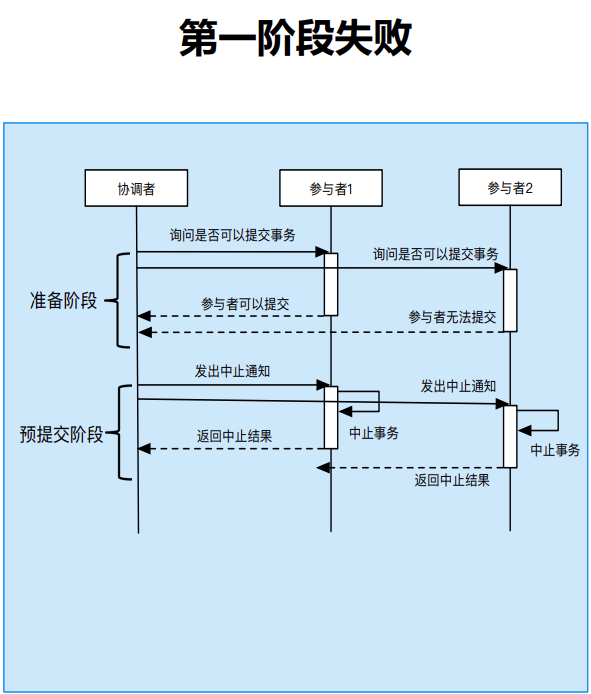 第一阶段失败
协调者
参与者1
参与者2
询问是否可以提交事务
询问是否可以提交事务
准备阶段
参与者可以提交
参与者无法提交
发出中止通知
发出中止通知
预提交阶段
返回中止结果
中止事务
中止事务
返回中止结果